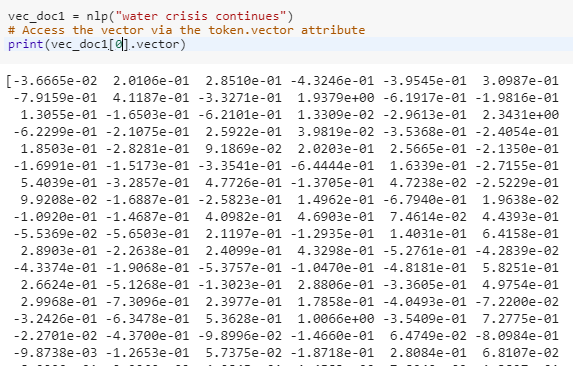 vec_doc1 = nlp("water crisis continues")
# Access the vector via the token.vector attribute
print(vec_doc1[0].vector)
[-3.6665e-02 2.0106e-01 2.8510e-01 -4.3246e-01 -3.9545e-01 3.0987e-01
-7.9159e-01 4.1187e-01 -3.3271e-01 1.9379e+00 -6.1917e-01 -1.9816e-01
1.3055e-01 -1.6503e-01 -6.2101e-01 1.3309e-02 -2.9613e-01 2.3431e+00
-6.2299e-01 -2.1075e-01 2.5922e-01 3.9819e-02 -3.5368e-01 -2.4054e-01
1.8503e-01 -2.8281e-01 9.1869e-02 2.0203e-01 2.5665e-01 -2.1350e-01
-1.6991e-01 -1.5173e-01 -3.3541e-01 -6.4444e-01 1.6339e-01 -2.7155e-01
5.4039e-01 -3.2857e-01 4.7726e-01 -1.3705e-01 4.7238e-02 -2.5229e-01
9.9208e-02 -1.6887e-01 -2.5823e-01 1.4962e-01 -6.7940e-01 1.9638e-02
-1.0920e-01 -1.4687e-01 4.0982e-01 4.6903e-01 7.4614e-02 4.4393e-01
-5.5369e-02 -5.6503e-01 2.1197e-01 -1.2935e-01 1.4031e-01 6.4158e-01
2.8903e-01 -2.2638e-01 2.4099e-01 4.3298e-01 -5.2761e-01 -4.2839e-02
-4.3374e-01 -1.9068e-01 -5.3757e-01 -1.0470e-01 -4.8181e-01 5.8251e-01
2.6624e-01 -5.1268e-01 -1.3023e-01 2.8806e-01 -3.3605e-01 4.9754e-01
2.9968e-01 -7.3096e-01 2.3977e-01 1.7858e-01 -4.0493e-01 -7.2200e-02
-3.2426e-01 -6.3478e-01 5.3628e-01 1.0066e+00 -3.5409e-01 7.2775e-01
-2.2701e-02 -4.3700e-01 -9.8996e-02 -1.4660e-01 6.4749e-02 -8.0984e-01
-9.8738e-03 -1.2653e-01 5.7375e-02 -1.8718e-01 2.8084e-01 6.8107e-02